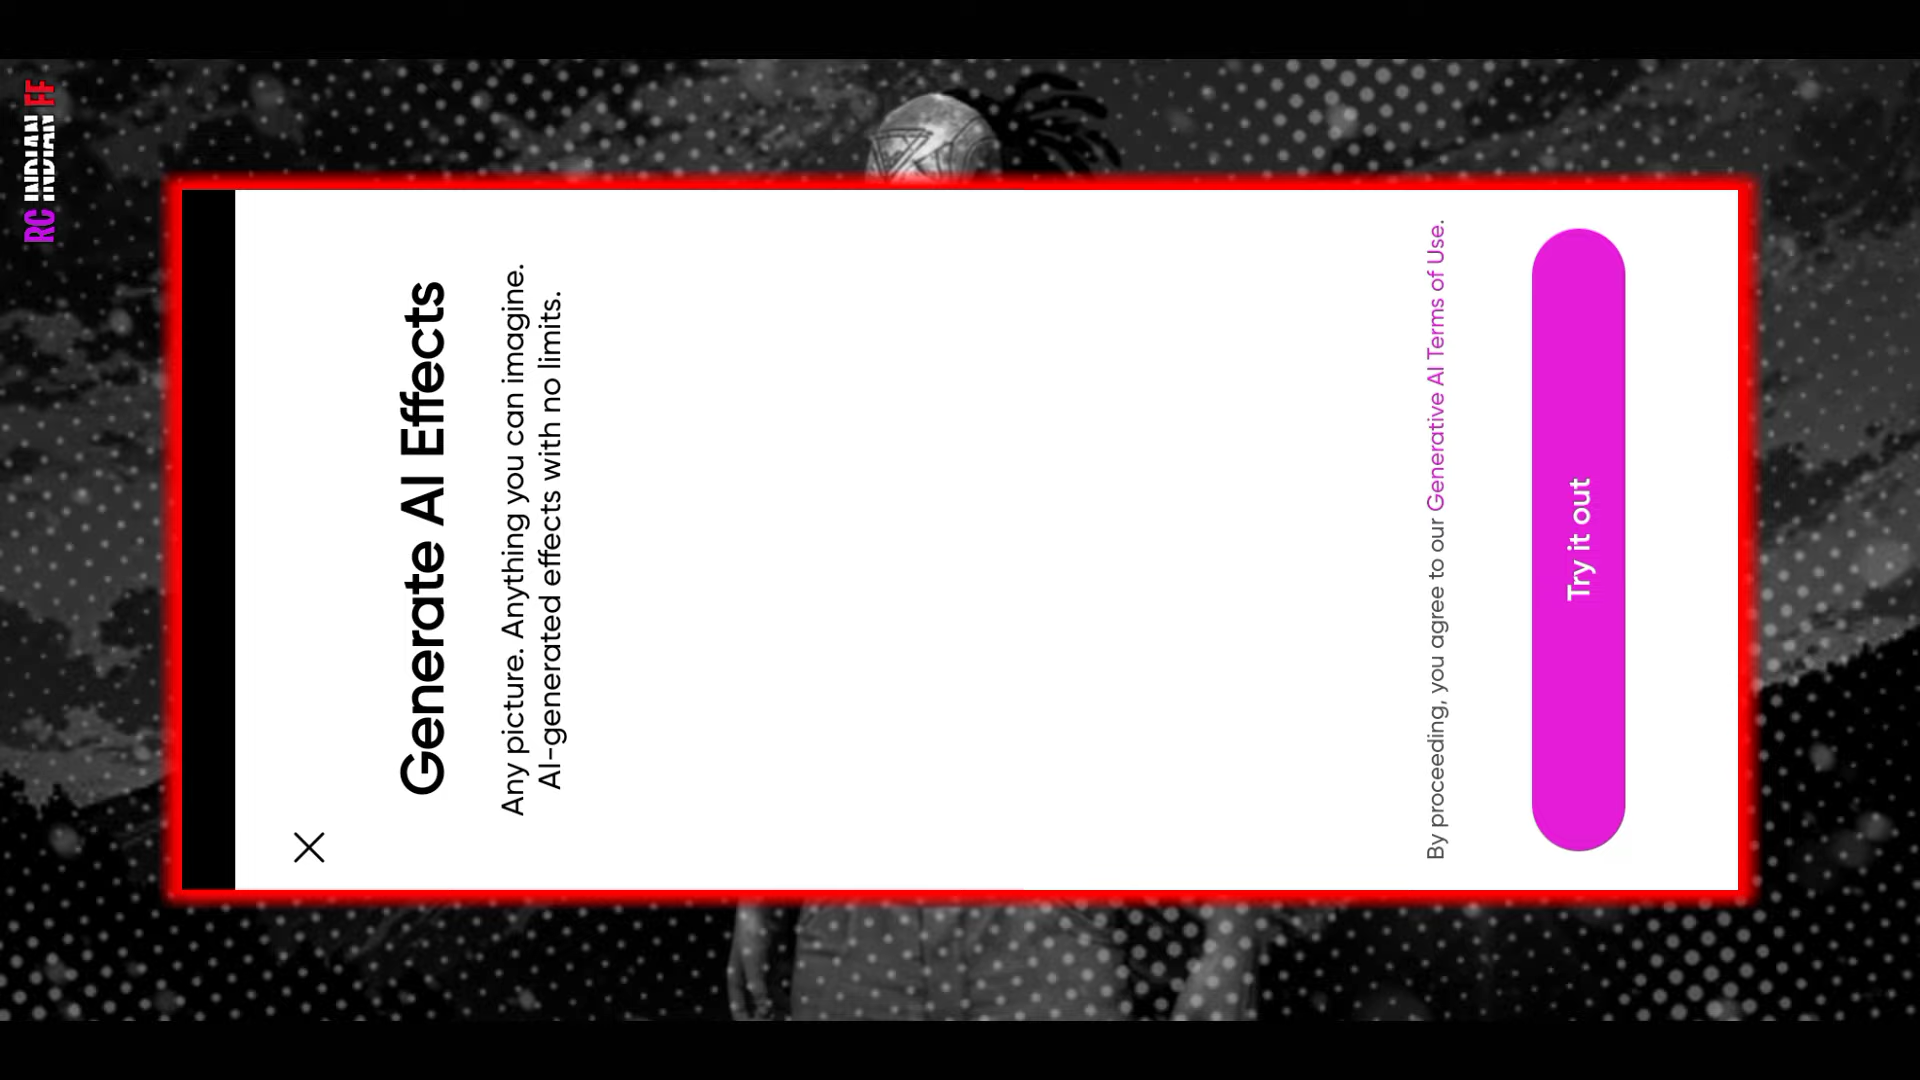 RC INDIAN FF
Generate AI Effects
Any picture. Anything you can imagine.
AI-generated effects with no limits.
By proceeding, you agree to our Generative AI Terms of Use.
Try it out